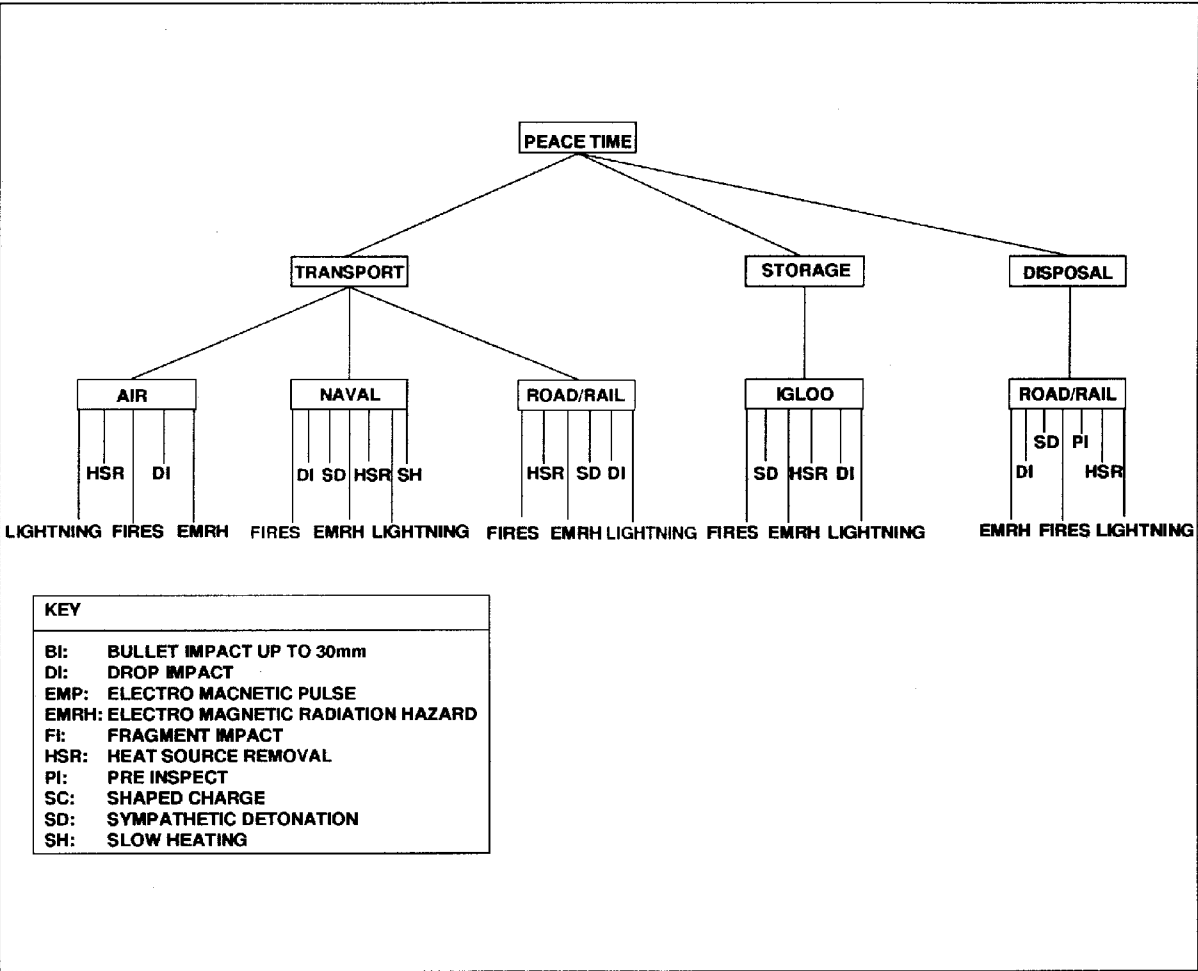 PEACE TIME
TRANSPORT STORAGE DISPOSAL
AIR NAVAL ROAD/RAIL IGLOO ROAD/RAIL
SD PI
HSR DI DI SD HSR SH HSR SD DI SD HSR DI DI HSR
LIGHTNING FIRES EMRH FIRES EMRH LIGHTNING FIRES EMRH LIGHTNING FIRES EMRH LIGHTNING EMRH FIRES LIGHTNING
KEY
BI: BULLET IMPACT UP TO 30mm
DI: DROP IMPACT
EMP: ELECTRO MACNETIC PULSE
EMRH: ELECTRO MAGNETIC RADIATION HAZARD
FI: FRAGMENT IMPACT
HSR: HEAT SOURCE REMOVAL
PI: PRE INSPECT
SC: SHAPED CHARGE
SD: SYMPATHETIC DETONATION
SH: SLOW HEATING